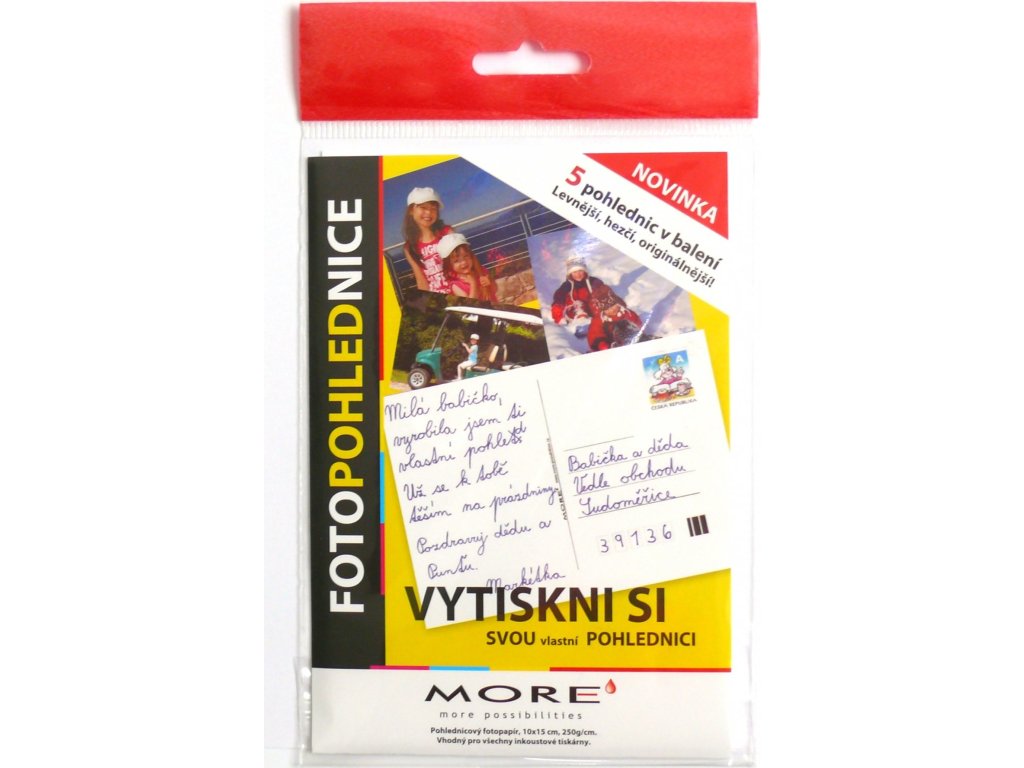 NOVINKA
5 pohlednic v balení
Levnější, hezčí, originálnější!
FOTOPOHLEDNICE
A
ČESKÁ REPUBLIKA
Milá babičko,
vyrobila jsem si
vlastní pohled
Už se k tobě
těším na prázdniny.
Pozdravuj dědu a
Punťu.
Markétka
MORE
Babička a děda
Vedle obchodu
Sudoměřice
39136
VYTISKNI SI
SVOU vlastní POHLEDNICI
MORE
more possibilities
Pohlednicový fotopapír, 10x15 cm, 250g/cm.
Vhodný pro všechny inkoustové tiskárny.